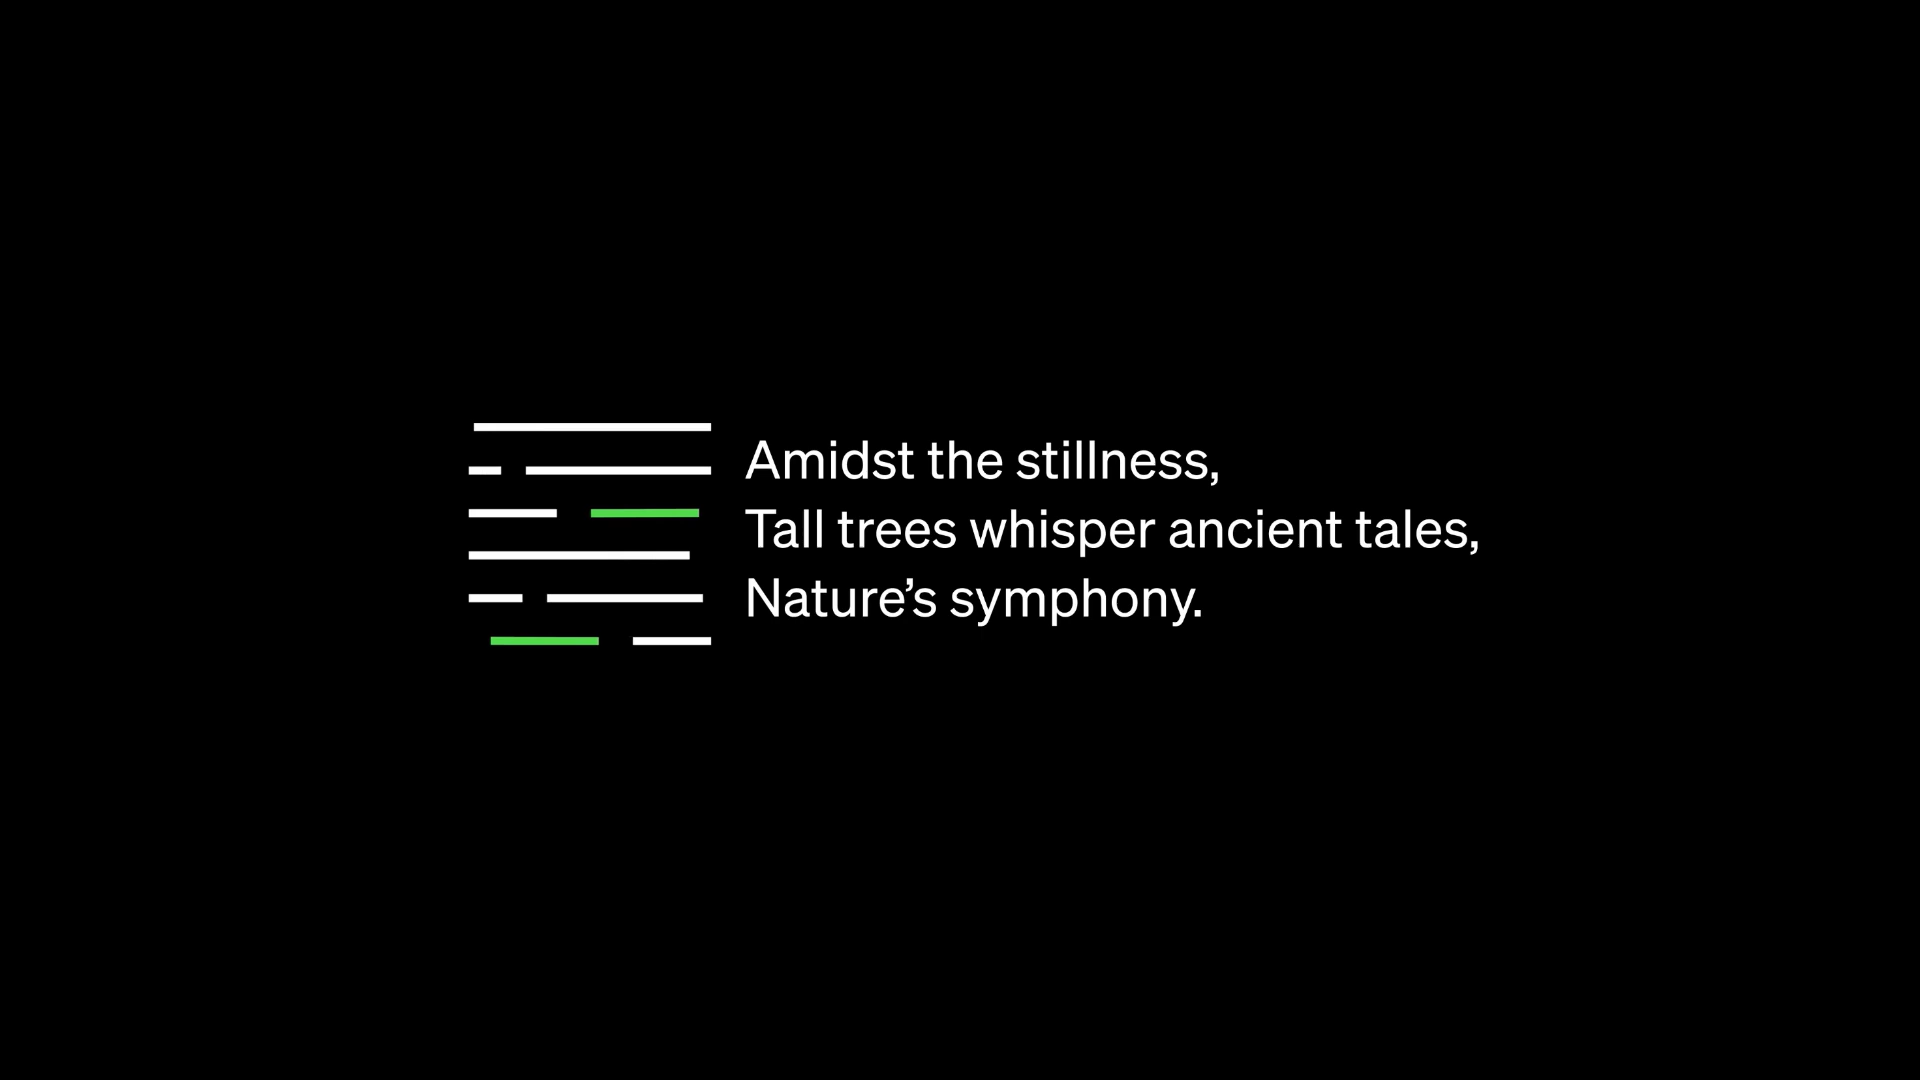 Amidst the stillness,
Tall trees whisper ancient tales,
Nature’s symphony.